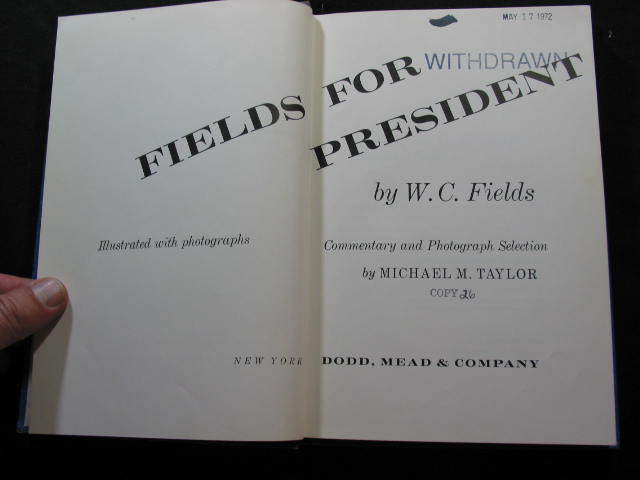 MAY 17 1972
WITHDRAWN
FIELDS FOR
PRESIDENT
by W. C. Fields
Illustrated with photographs
Commentary and Photograph Selection
by MICHAEL M. TAYLOR
COPY 26
NEW YORK DODD, MEAD & COMPANY